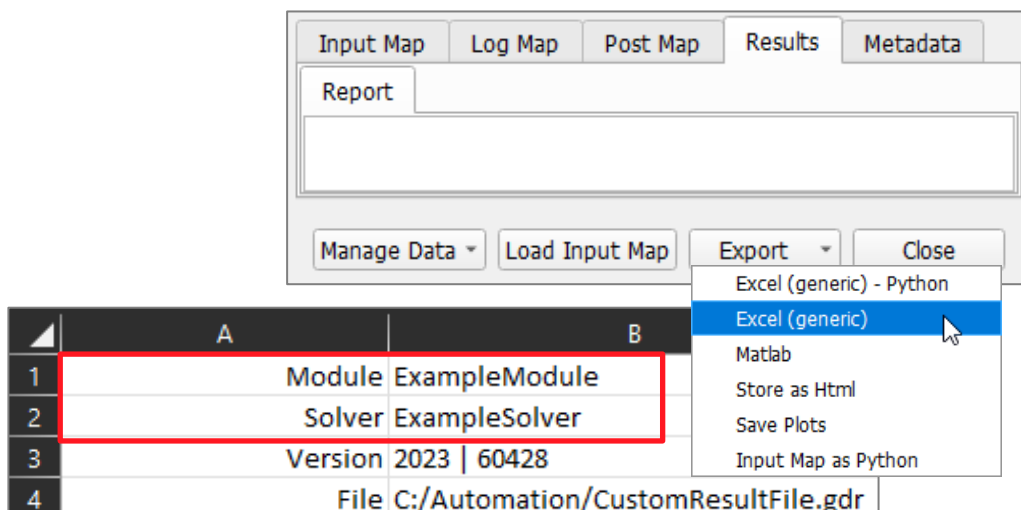 Input Map Log Map Post Map Results Metadata
Report
Manage Data Load Input Map Export Close
Excel (generic) - Python
Excel (generic)
Matlab
Store as Html
Save Plots
Input Map as Python
A B
1 Module ExampleModule
2 Solver ExampleSolver
3 Version 2023 | 60428
4 File C:/Automation/CustomResultFile.gdr